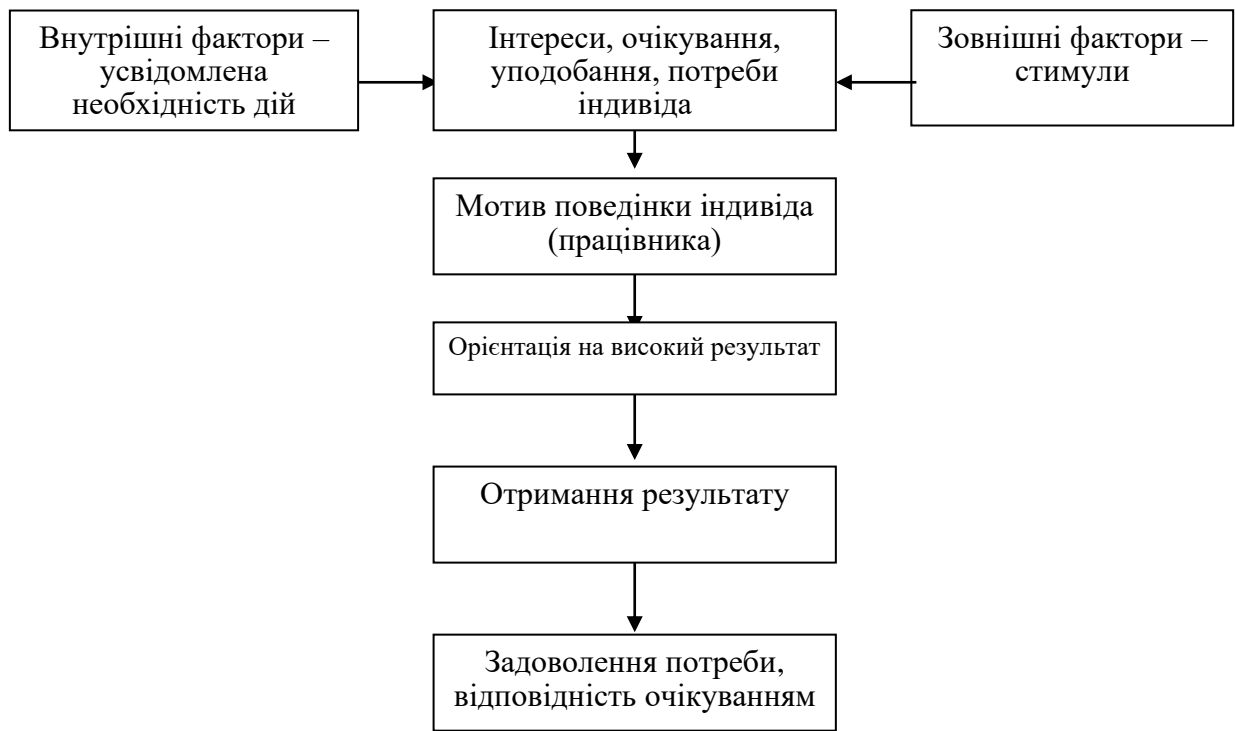 Внутрішні фактори –
усвідомлена
необхідність дій
Інтереси, очікування,
уподобання, потреби
індивіда
Зовнішні фактори –
стимули
Мотив поведінки індивіда
(працівника)
Орієнтація на високий результат
Отримання результату
Задоволення потреби,
відповідність очікуванням